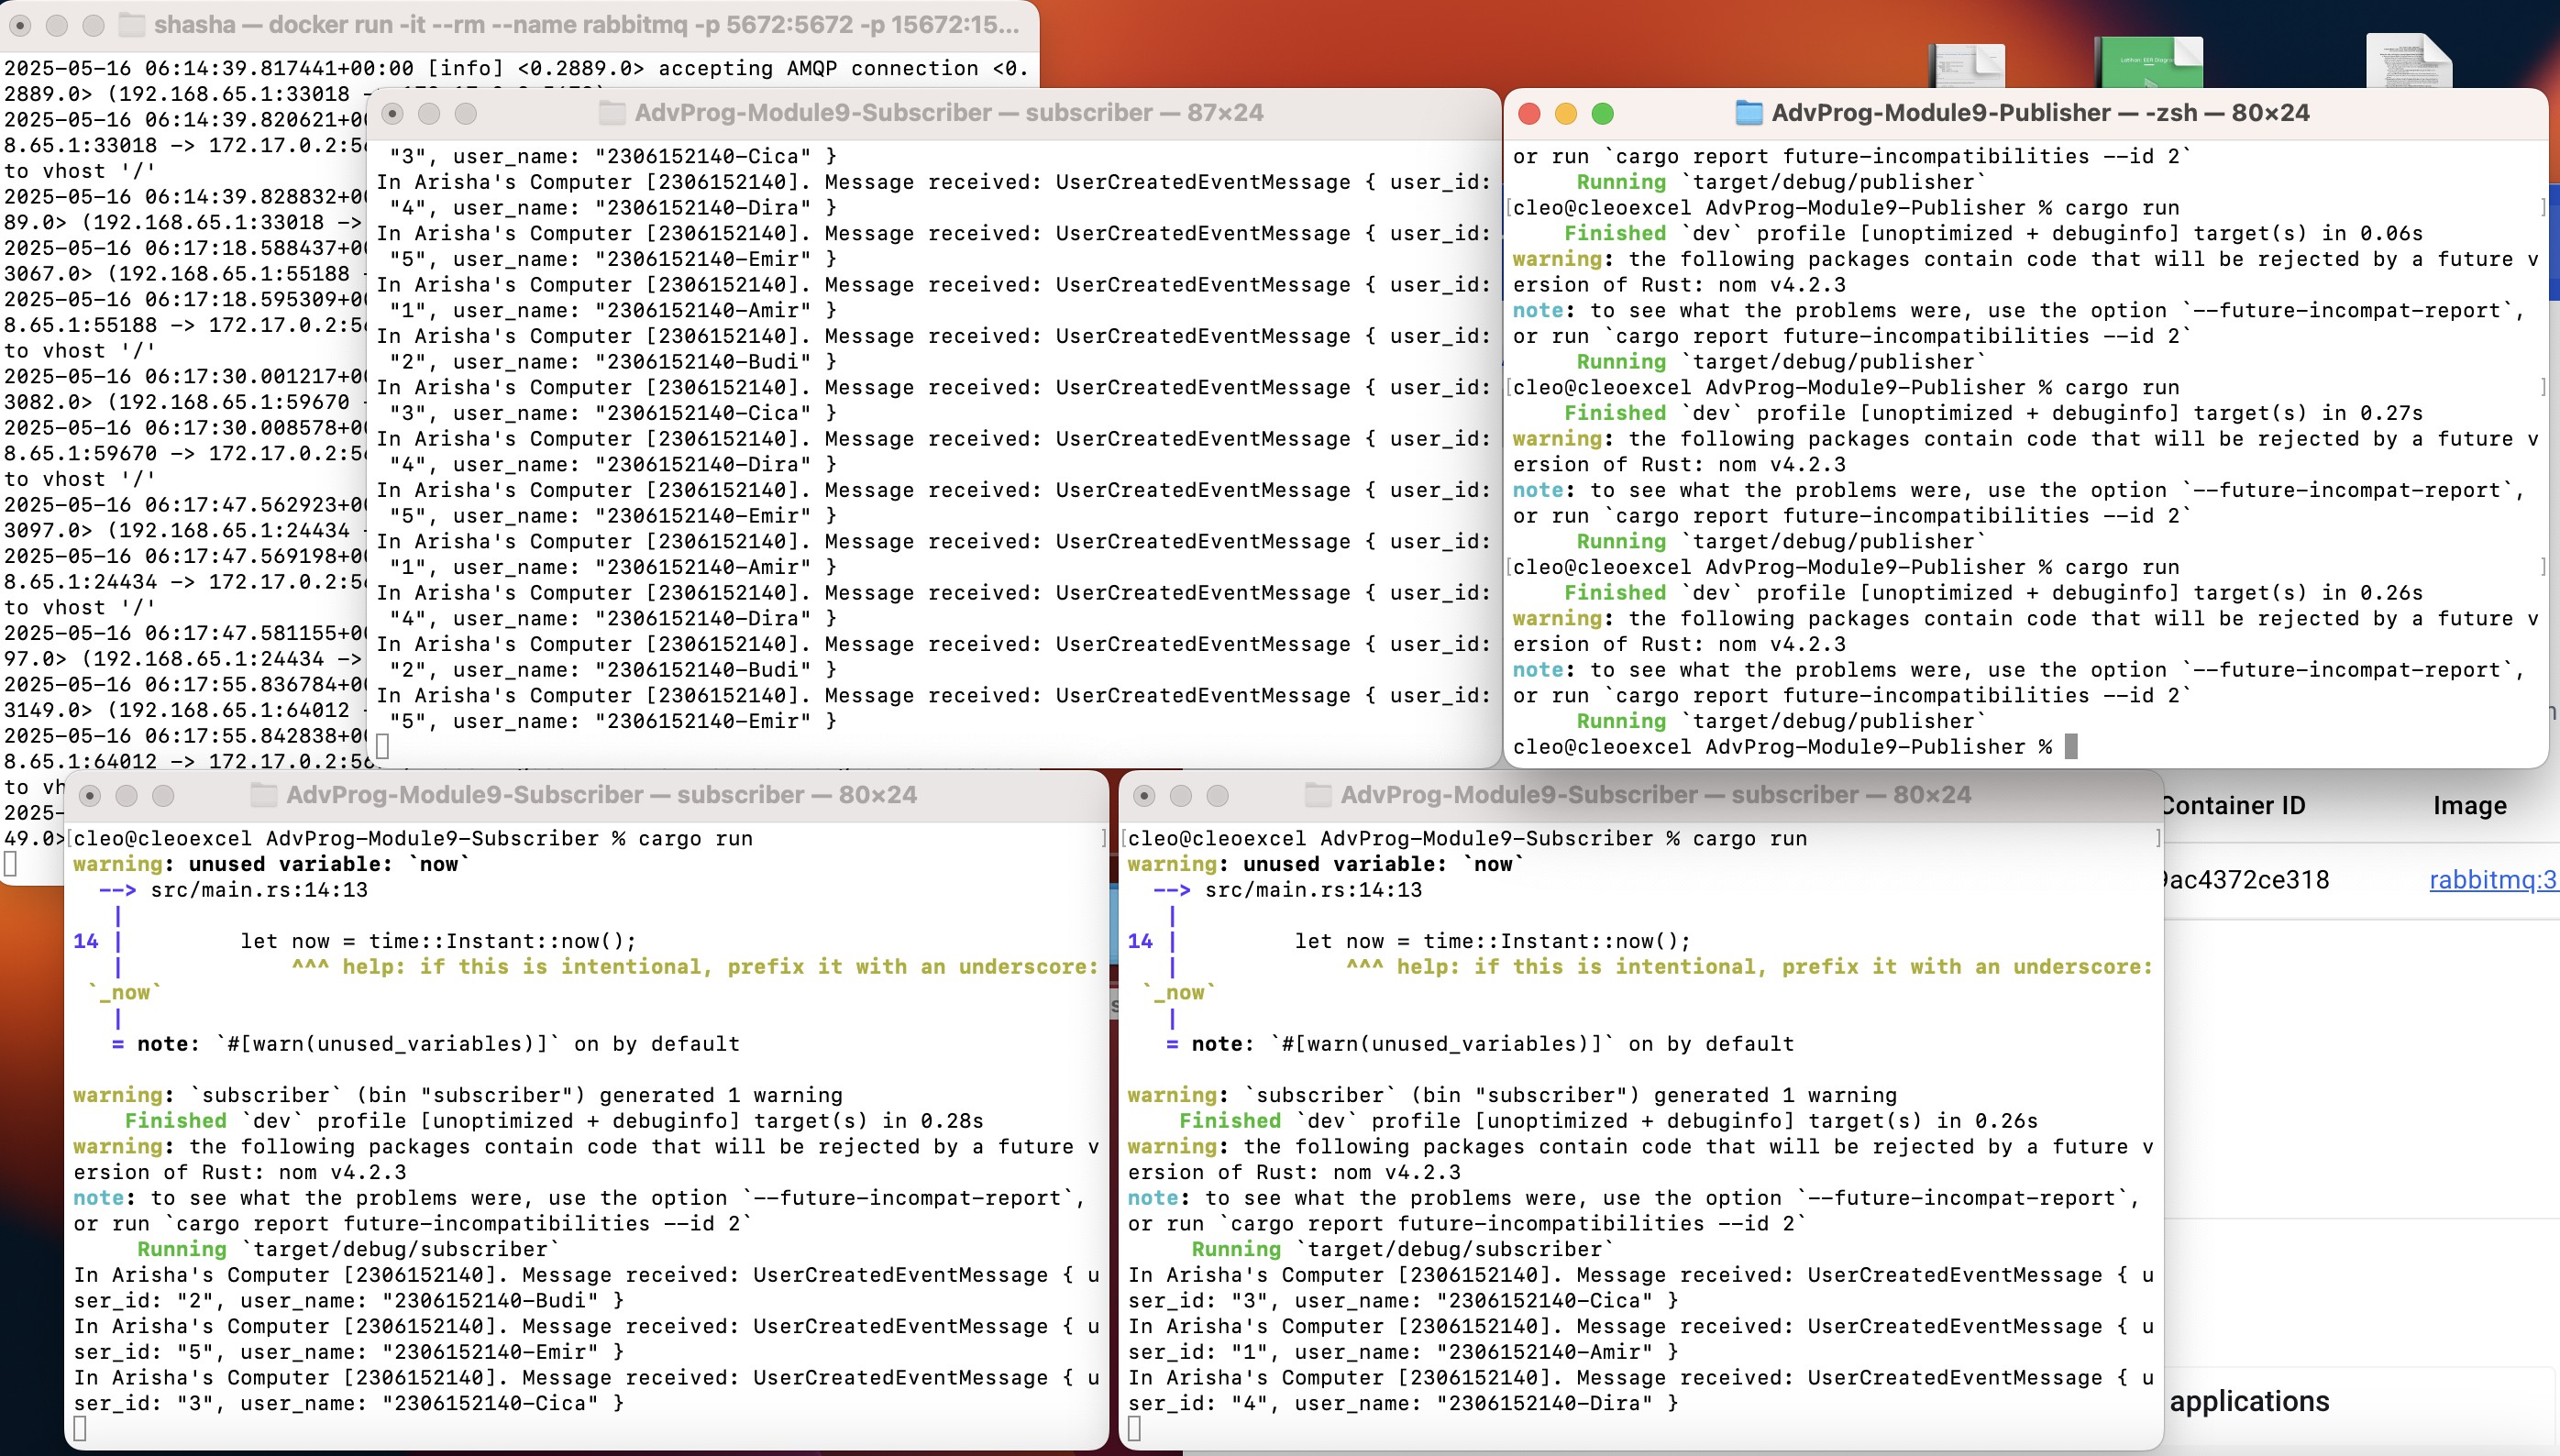 shasha — docker run -it --rm --name rabbitmq -p 5672:5672 -p 15672:15...
2025-05-16 06:14:39.817441+00:00 [info] <0.2889.0> accepting AMQP connection <0.
2889.0> (192.168.65.1:33018 -
2025-05-16 06:14:39.820621+0
8.65.1:33018 -> 172.17.0.2:5
to vhost '/'
2025-05-16 06:14:39.828832+0
89.0> (192.168.65.1:33018 ->
2025-05-16 06:17:18.588437+0
3067.0> (192.168.65.1:55188 -
2025-05-16 06:17:18.595309+0
8.65.1:55188 -> 172.17.0.2:5
to vhost '/'
2025-05-16 06:17:30.001217+0
3082.0> (192.168.65.1:59670 -
2025-05-16 06:17:30.008578+0
8.65.1:59670 -> 172.17.0.2:5
to vhost '/'
2025-05-16 06:17:47.562923+0
3097.0> (192.168.65.1:24434 -
2025-05-16 06:17:47.569198+0
8.65.1:24434 -> 172.17.0.2:5
to vhost '/'
2025-05-16 06:17:47.581155+0
97.0> (192.168.65.1:24434 ->
2025-05-16 06:17:55.836784+0
3149.0> (192.168.65.1:64012 -
2025-05-16 06:17:55.842838+0
8.65.1:64012 -> 172.17.0.2:56
to vh
2025-
49.0>
AdvProg-Module9-Subscriber — subscriber — 87×24
"3", user_name: "2306152140-Cica" }
In Arisha's Computer [2306152140]. Message received: UserCreatedEventMessage { user_id:
"4", user_name: "2306152140-Dira" }
In Arisha's Computer [2306152140]. Message received: UserCreatedEventMessage { user_id:
"5", user_name: "2306152140-Emir" }
In Arisha's Computer [2306152140]. Message received: UserCreatedEventMessage { user_id:
"1", user_name: "2306152140-Amir" }
In Arisha's Computer [2306152140]. Message received: UserCreatedEventMessage { user_id:
"2", user_name: "2306152140-Budi" }
In Arisha's Computer [2306152140]. Message received: UserCreatedEventMessage { user_id:
"3", user_name: "2306152140-Cica" }
In Arisha's Computer [2306152140]. Message received: UserCreatedEventMessage { user_id:
"4", user_name: "2306152140-Dira" }
In Arisha's Computer [2306152140]. Message received: UserCreatedEventMessage { user_id:
"5", user_name: "2306152140-Emir" }
In Arisha's Computer [2306152140]. Message received: UserCreatedEventMessage { user_id:
"1", user_name: "2306152140-Amir" }
In Arisha's Computer [2306152140]. Message received: UserCreatedEventMessage { user_id:
"4", user_name: "2306152140-Dira" }
In Arisha's Computer [2306152140]. Message received: UserCreatedEventMessage { user_id:
"2", user_name: "2306152140-Budi" }
In Arisha's Computer [2306152140]. Message received: UserCreatedEventMessage { user_id:
"5", user_name: "2306152140-Emir" }
AdvProg-Module9-Publisher — -zsh — 80×24
or run `cargo report future-incompatibilities --id 2`
Running `target/debug/publisher`
[cleo@cleoexcel AdvProg-Module9-Publisher % cargo run ]
Finished `dev` profile [unoptimized + debuginfo] target(s) in 0.06s
warning: the following packages contain code that will be rejected by a future v
ersion of Rust: nom v4.2.3
note: to see what the problems were, use the option `--future-incompat-report`,
or run `cargo report future-incompatibilities --id 2`
Running `target/debug/publisher`
[cleo@cleoexcel AdvProg-Module9-Publisher % cargo run ]
Finished `dev` profile [unoptimized + debuginfo] target(s) in 0.27s
warning: the following packages contain code that will be rejected by a future v
ersion of Rust: nom v4.2.3
note: to see what the problems were, use the option `--future-incompat-report`,
or run `cargo report future-incompatibilities --id 2`
Running `target/debug/publisher`
[cleo@cleoexcel AdvProg-Module9-Publisher % cargo run ]
Finished `dev` profile [unoptimized + debuginfo] target(s) in 0.26s
warning: the following packages contain code that will be rejected by a future v
ersion of Rust: nom v4.2.3
note: to see what the problems were, use the option `--future-incompat-report`,
or run `cargo report future-incompatibilities --id 2`
Running `target/debug/publisher`
cleo@cleoexcel AdvProg-Module9-Publisher %
AdvProg-Module9-Subscriber — subscriber — 80×24
[cleo@cleoexcel AdvProg-Module9-Subscriber % cargo run ]
warning: unused variable: `now`
--> src/main.rs:14:13
|
14 | let now = time::Instant::now();
| ^^^ help: if this is intentional, prefix it with an underscore:
`_now`
|
= note: `#[warn(unused_variables)]` on by default
warning: `subscriber` (bin "subscriber") generated 1 warning
Finished `dev` profile [unoptimized + debuginfo] target(s) in 0.28s
warning: the following packages contain code that will be rejected by a future v
ersion of Rust: nom v4.2.3
note: to see what the problems were, use the option `--future-incompat-report`,
or run `cargo report future-incompatibilities --id 2`
Running `target/debug/subscriber`
In Arisha's Computer [2306152140]. Message received: UserCreatedEventMessage { u
ser_id: "2", user_name: "2306152140-Budi" }
In Arisha's Computer [2306152140]. Message received: UserCreatedEventMessage { u
ser_id: "5", user_name: "2306152140-Emir" }
In Arisha's Computer [2306152140]. Message received: UserCreatedEventMessage { u
ser_id: "3", user_name: "2306152140-Cica" }
AdvProg-Module9-Subscriber — subscriber — 80×24
[cleo@cleoexcel AdvProg-Module9-Subscriber % cargo run ]
warning: unused variable: `now`
--> src/main.rs:14:13
|
14 | let now = time::Instant::now();
| ^^^ help: if this is intentional, prefix it with an underscore:
`_now`
|
= note: `#[warn(unused_variables)]` on by default
warning: `subscriber` (bin "subscriber") generated 1 warning
Finished `dev` profile [unoptimized + debuginfo] target(s) in 0.26s
warning: the following packages contain code that will be rejected by a future v
ersion of Rust: nom v4.2.3
note: to see what the problems were, use the option `--future-incompat-report`,
or run `cargo report future-incompatibilities --id 2`
Running `target/debug/subscriber`
In Arisha's Computer [2306152140]. Message received: UserCreatedEventMessage { u
ser_id: "3", user_name: "2306152140-Cica" }
In Arisha's Computer [2306152140]. Message received: UserCreatedEventMessage { u
ser_id: "1", user_name: "2306152140-Amir" }
In Arisha's Computer [2306152140]. Message received: UserCreatedEventMessage { u
ser_id: "4", user_name: "2306152140-Dira" }
Container ID Image
9ac4372ce318 rabbitmq:3
applications